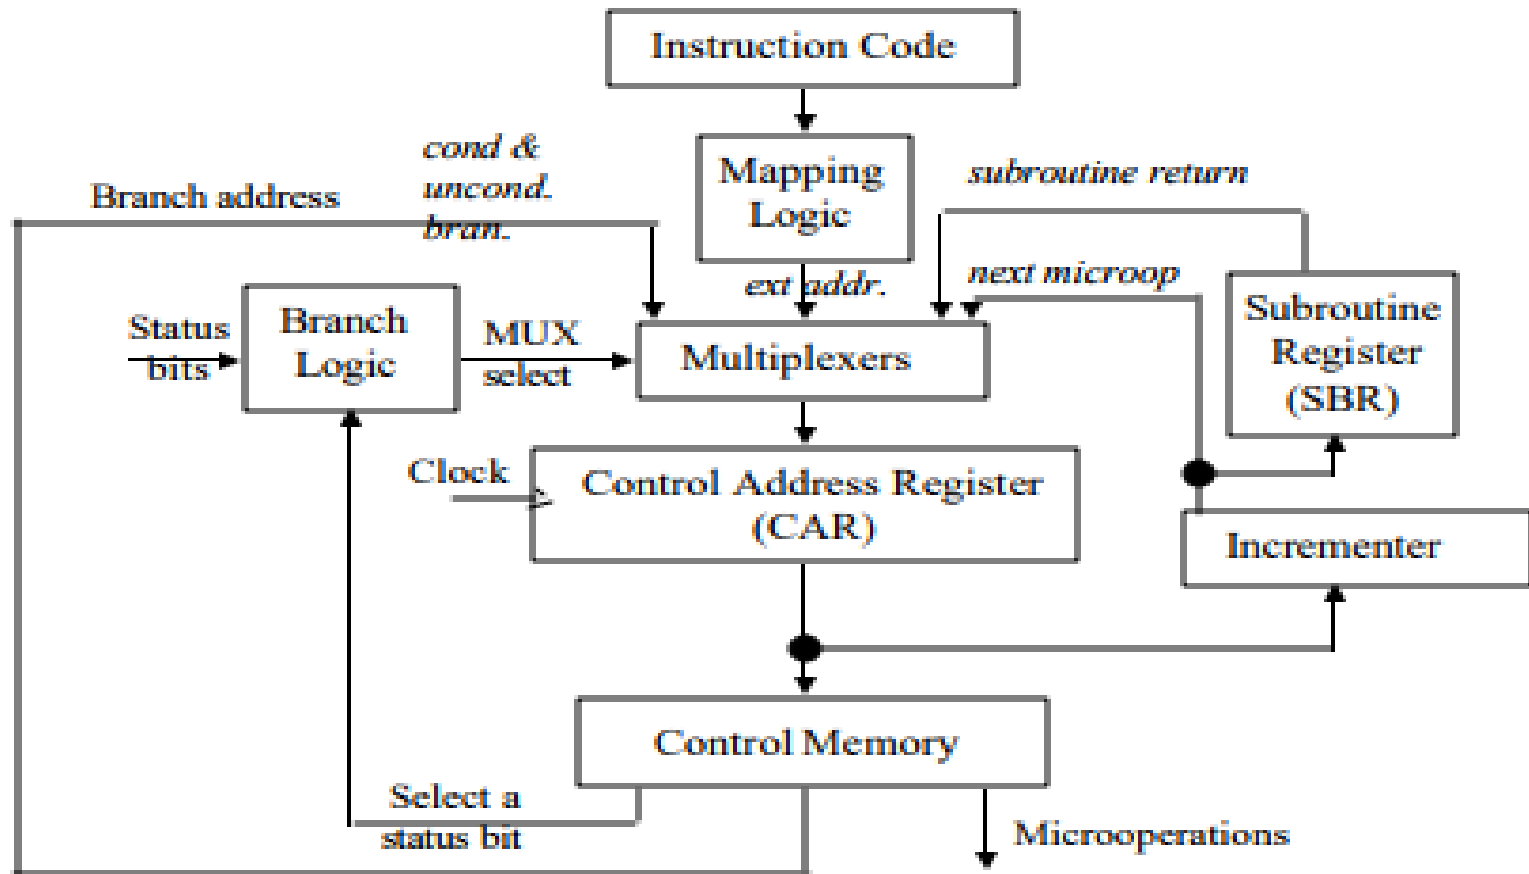 Instruction Code
cond &
uncond.
bran.
Branch address
Mapping
Logic
subroutine return
ext addr.
next microop
Status
bits
Branch
Logic
MUX
select
Multiplexers
Subroutine
Register
(SBR)
Clock
Control Address Register
(CAR)
Incrementer
Control Memory
Select a
status bit
Microoperations